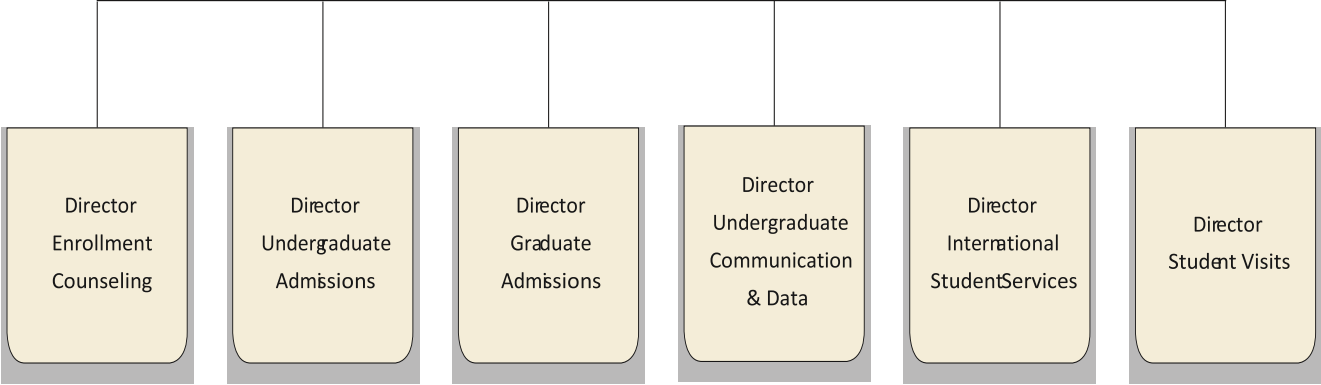 Director
Enrollment
Counseling
Director
Undergraduate
Admissions
Director
Graduate
Admissions
Director
Undergraduate
Communication
& Data
Director
International
StudentServices
Director
Student Visits